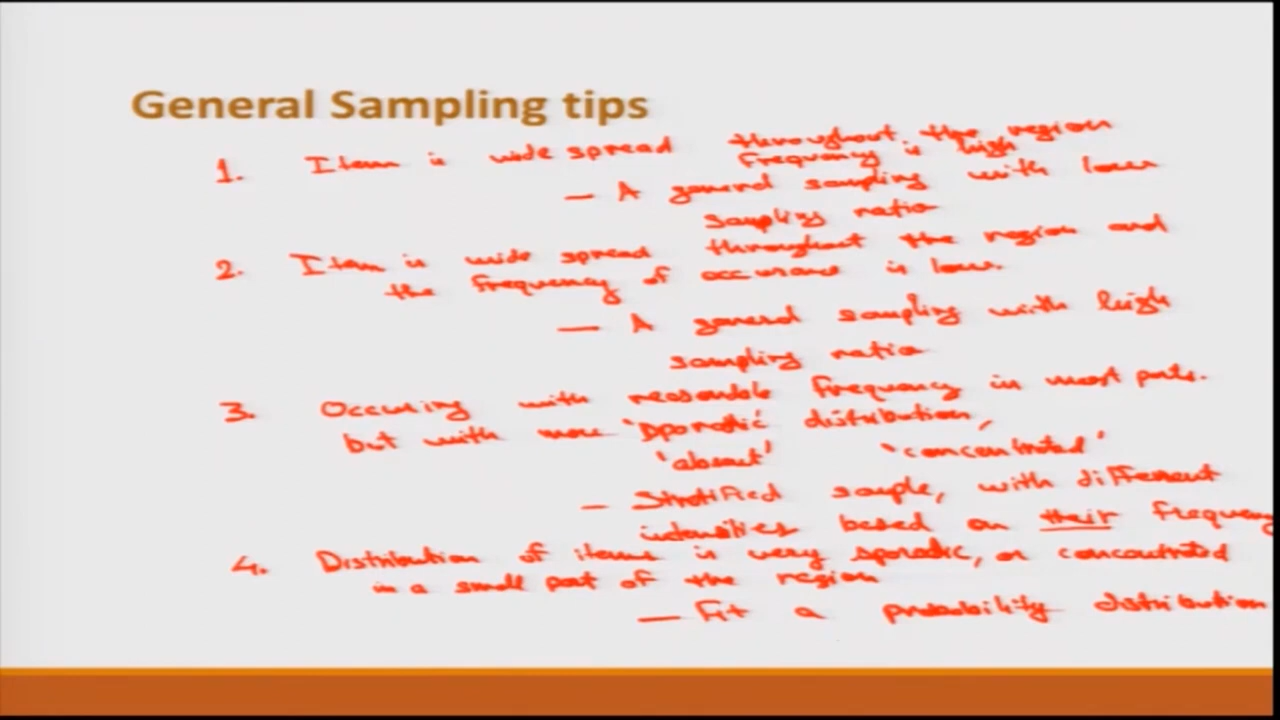 General Sampling tips
1. Item is wide spread throughout the region
frequency is high
— A general sampling with low
sampling ratio
2. Item is wide spread throughout the region and
the frequency of occurance is low.
— A general sampling with high
sampling ratio
3. Occuring with reasonable frequency in most parts.
but with more 'sporadic' distribution,
'absent' 'concentrated'
— Stratified sample, with different
intensities based on their frequency
4. Distribution of items is very sporadic, or concentrated
in a small part of the region
— Fit a probability distribution